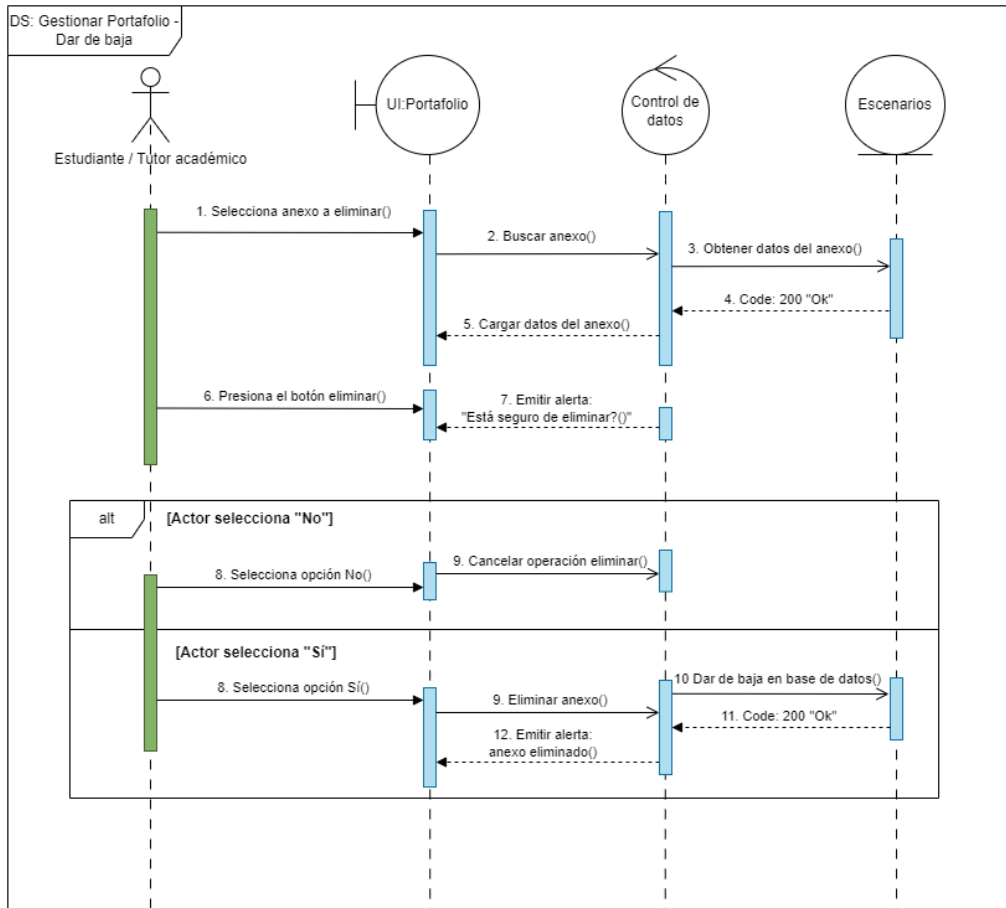 DS: Gestionar Portafolio -
Dar de baja
UI:Portafolio
Control de
datos
Escenarios
Estudiante / Tutor académico
1. Selecciona anexo a eliminar()
2. Buscar anexo()
3. Obtener datos del anexo()
4. Code: 200 "Ok"
5. Cargar datos del anexo()
6. Presiona el botón eliminar()
7. Emitir alerta:
"Está seguro de eliminar?()"
alt
[Actor selecciona "No"]
8. Selecciona opción No()
9. Cancelar operación eliminar()
[Actor selecciona "Sí"]
8. Selecciona opción Sí()
9. Eliminar anexo()
10 Dar de baja en base de datos()
11. Code: 200 "Ok"
12. Emitir alerta:
anexo eliminado()